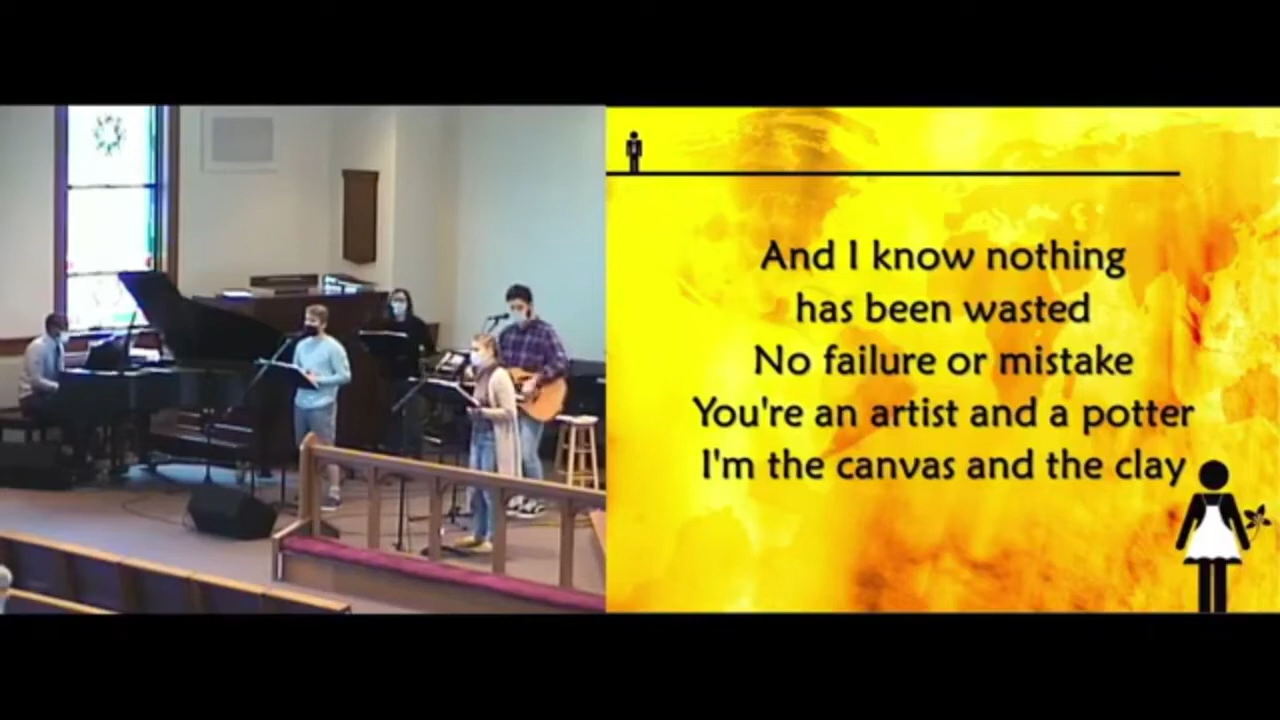 And I know nothing
has been wasted
No failure or mistake
You're an artist and a potter
I'm the canvas and the clay